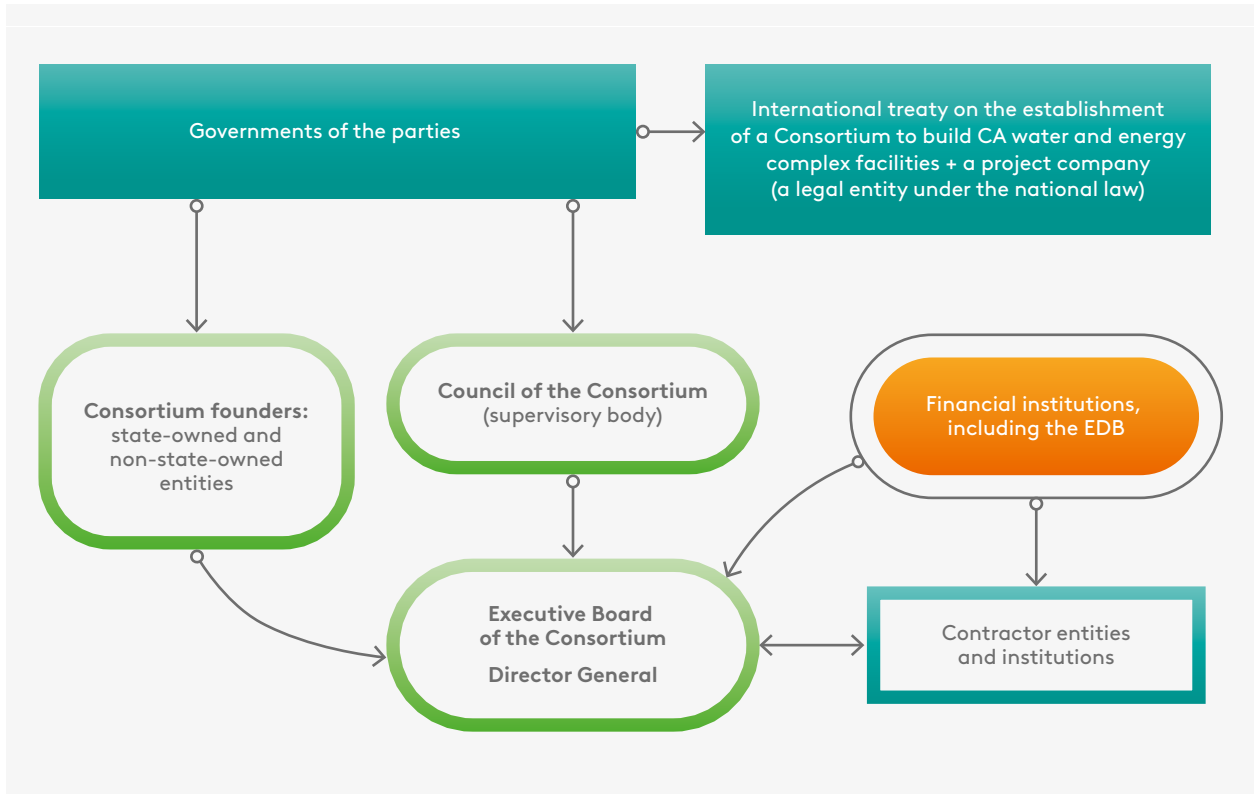 Governments of the parties
International treaty on the establishment
of a Consortium to build CA water and energy
complex facilities + a project company
(a legal entity under the national law)
Consortium founders:
state-owned and
non-state-owned
entities
Council of the Consortium
(supervisory body)
Financial institutions,
including the EDB
Executive Board
of the Consortium
Director General
Contractor entities
and institutions